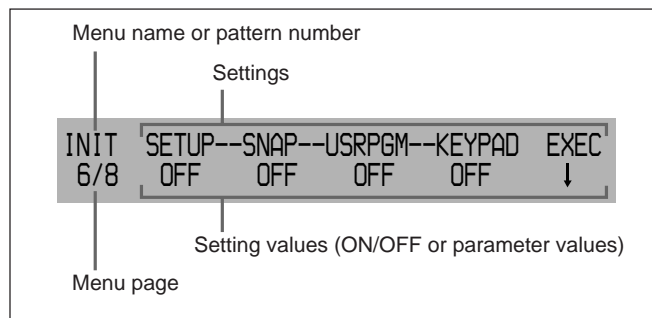 Menu name or pattern number
Settings
INIT SETUP--SNAP--USRPGM--KEYPAD EXEC
6/8 OFF OFF OFF OFF ↓
Setting values (ON/OFF or parameter values)
Menu page